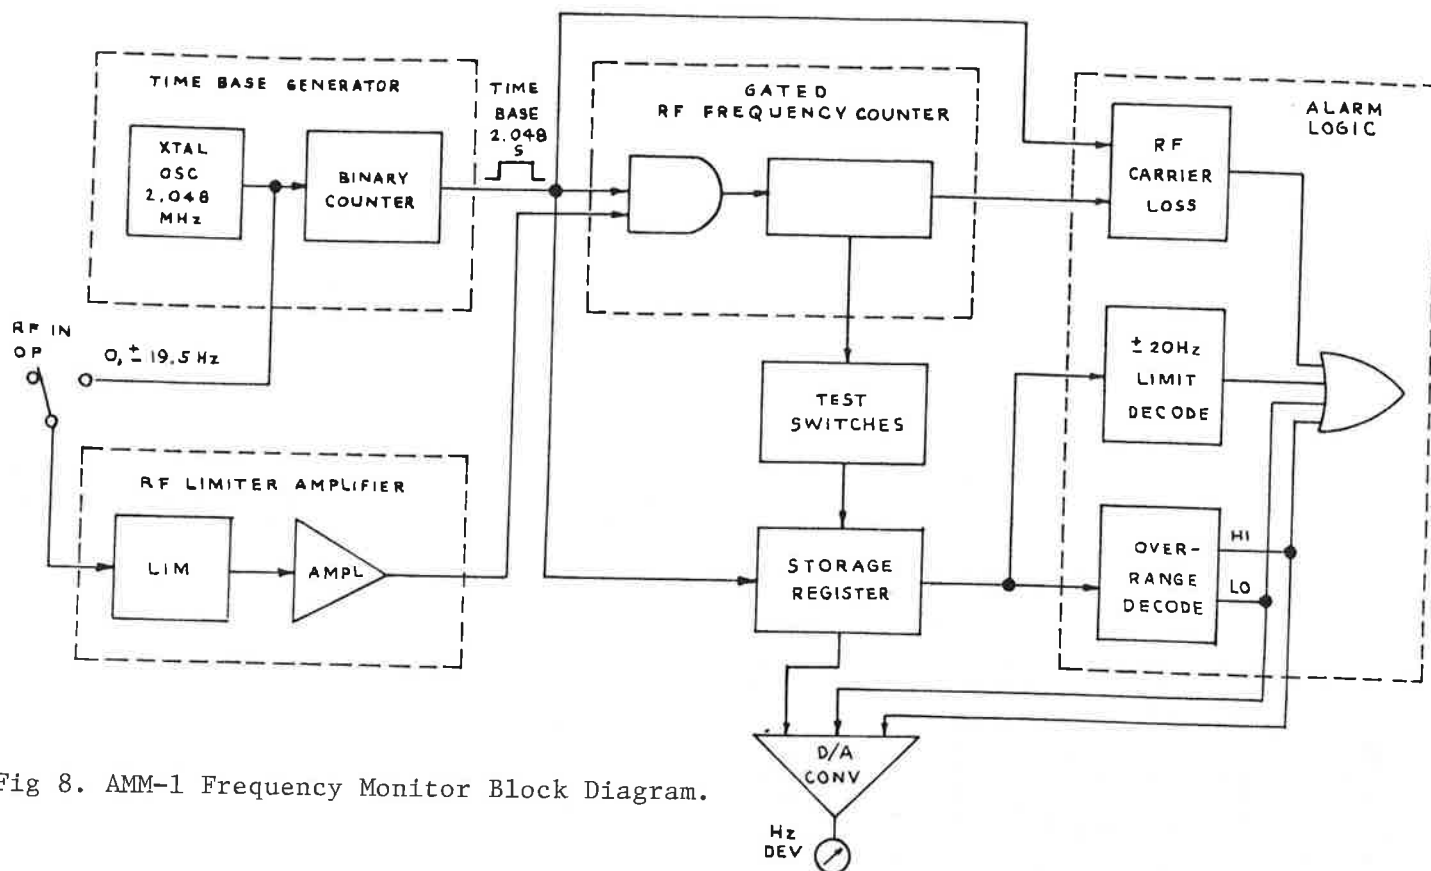 TIME BASE GENERATOR
XTAL
OSC
2.048
MHz
BINARY
COUNTER
TIME
BASE
2.048
S
GATED
RF FREQUENCY COUNTER
ALARM
LOGIC
RF
CARRIER
LOSS
RF IN
OP
0, ± 19.5 Hz
TEST
SWITCHES
± 20Hz
LIMIT
DECODE
RF LIMITER AMPLIFIER
LIM
AMPL
STORAGE
REGISTER
OVER-
RANGE
DECODE
HI
LO
D/A
CONV
Hz
DEV
Fig 8. AMM-1 Frequency Monitor Block Diagram.